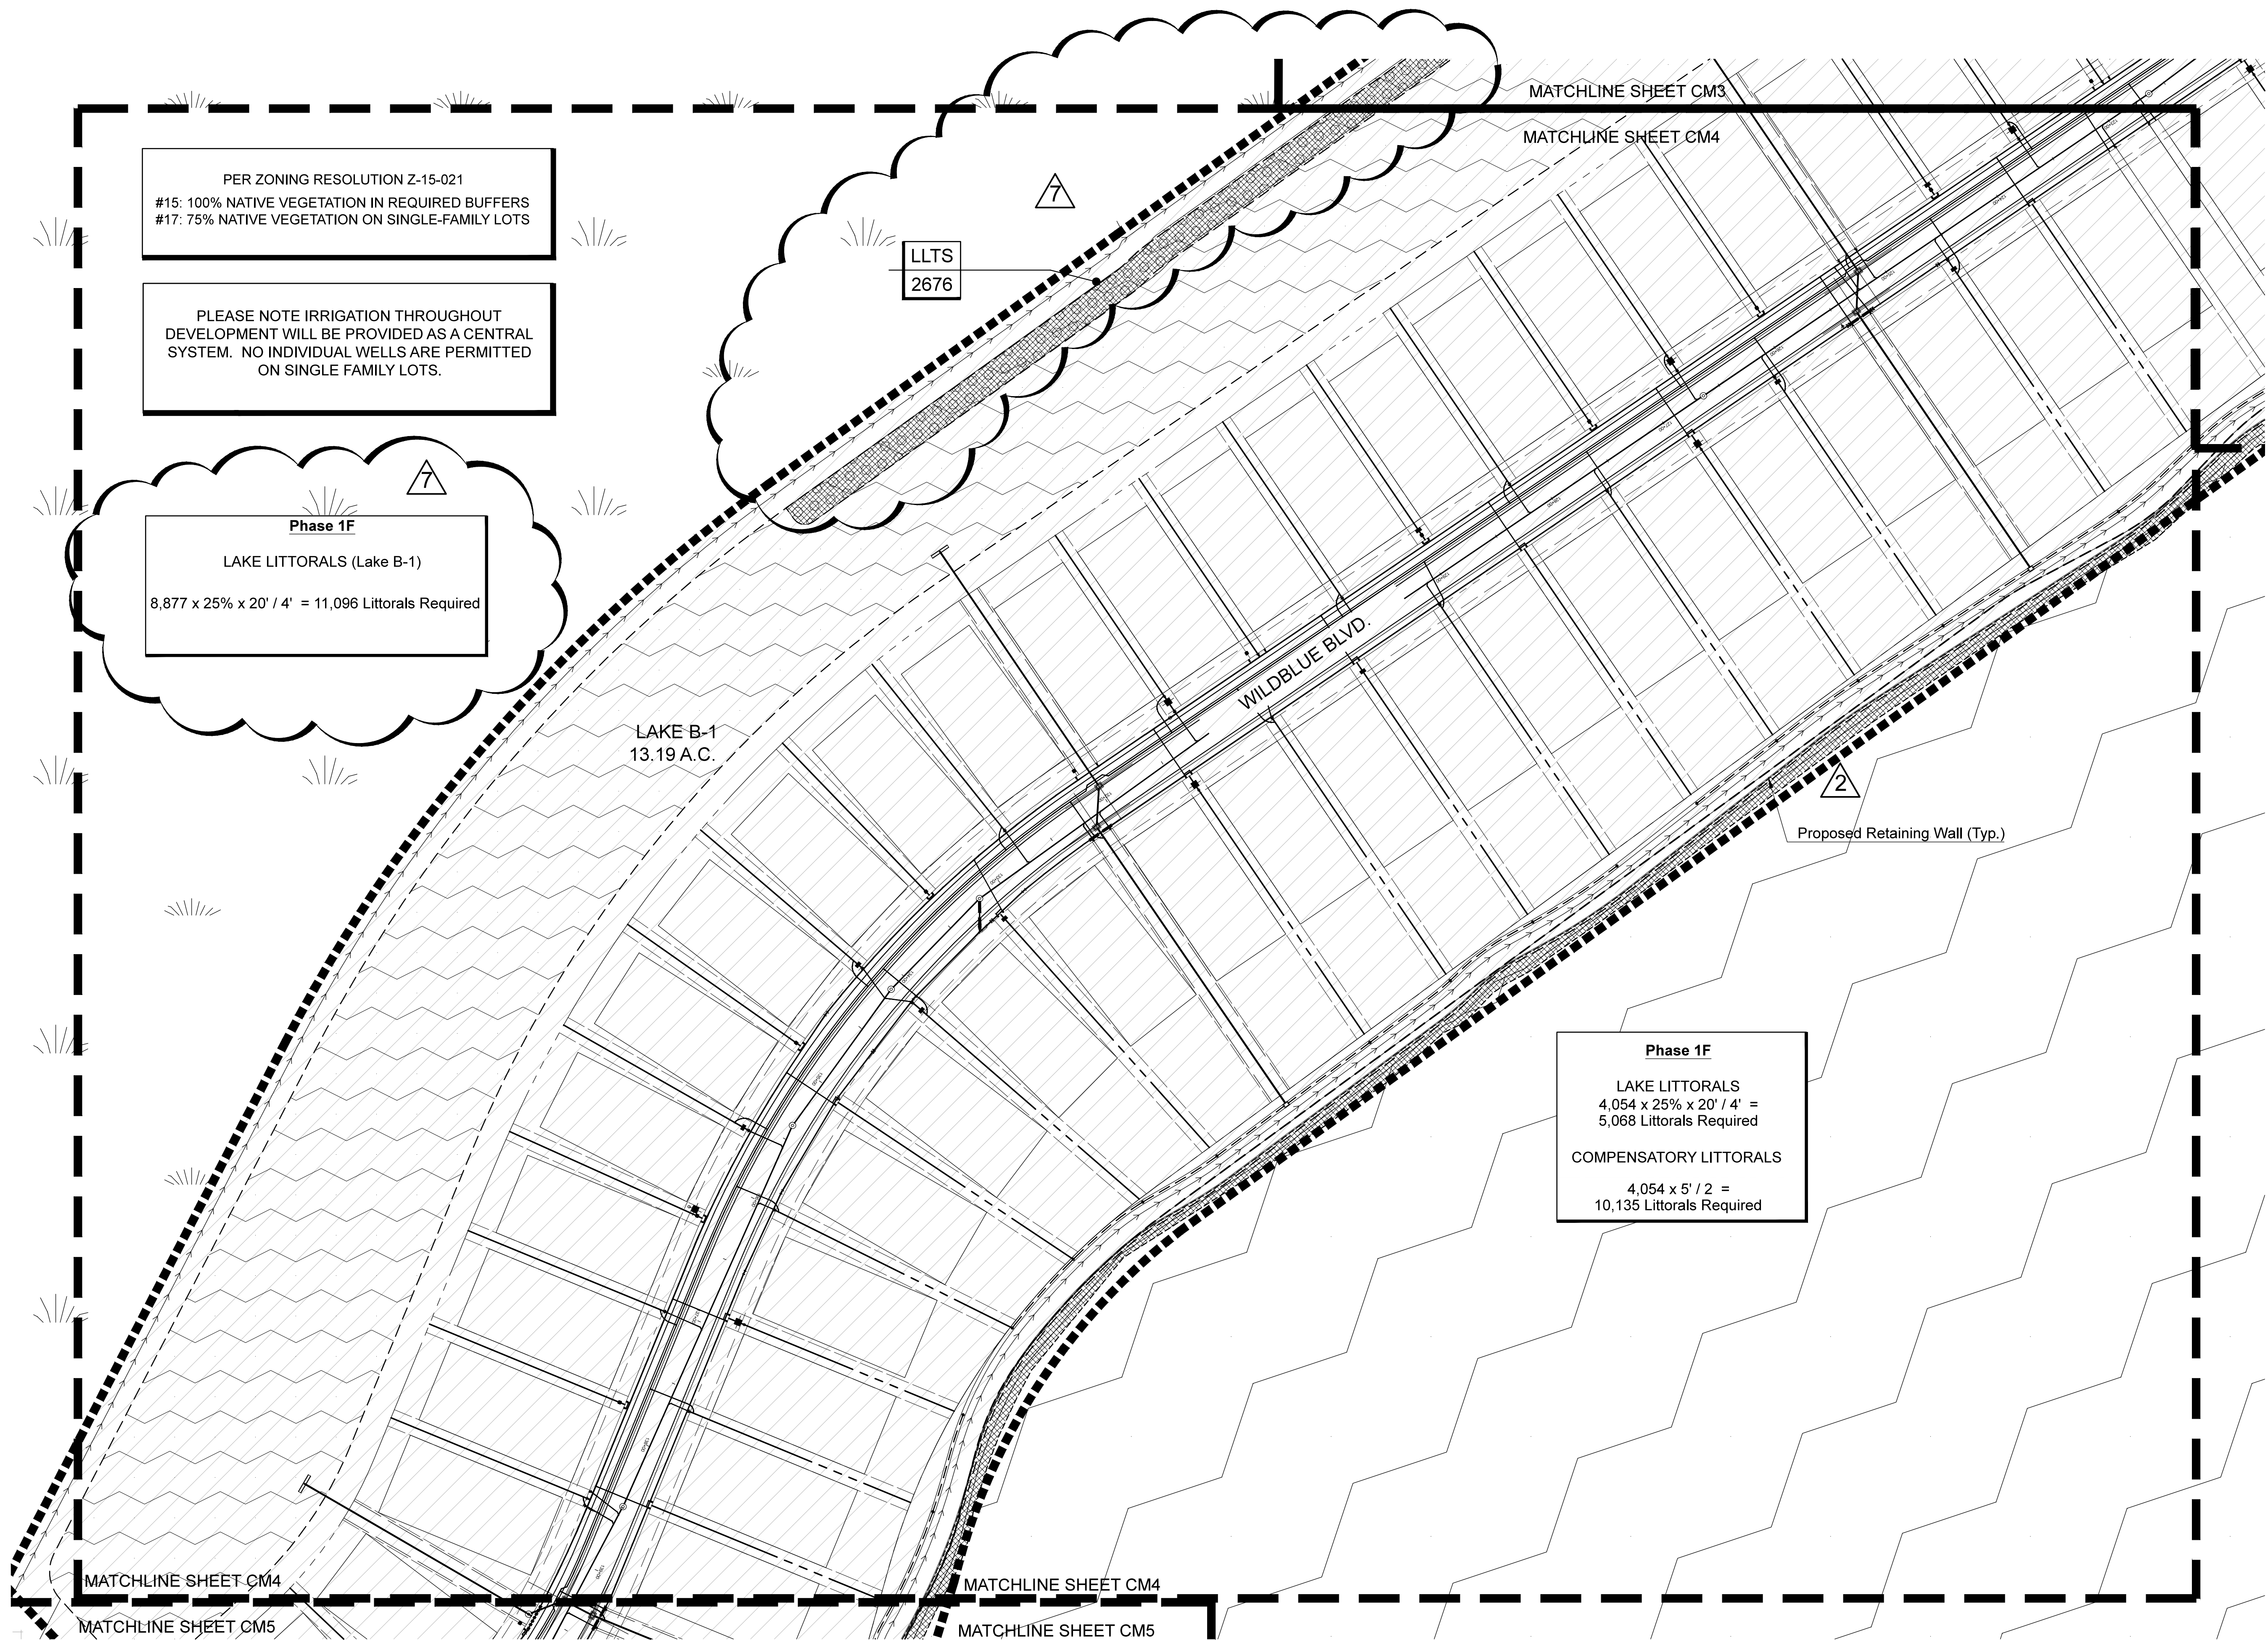 MATCHLINE SHEET CM3
MATCHLINE SHEET CM4
PER ZONING RESOLUTION Z-15-021
#15: 100% NATIVE VEGETATION IN REQUIRED BUFFERS
#17: 75% NATIVE VEGETATION ON SINGLE-FAMILY LOTS
7
LLTS
2676
PLEASE NOTE IRRIGATION THROUGHOUT
DEVELOPMENT WILL BE PROVIDED AS A CENTRAL
SYSTEM. NO INDIVIDUAL WELLS ARE PERMITTED
ON SINGLE FAMILY LOTS.
7
Phase 1F
LAKE LITTORALS (Lake B-1)
8,877 x 25% x 20' / 4' = 11,096 Littorals Required
WILDBLUE BLVD.
LAKE B-1
13.19 A.C.
2
Proposed Retaining Wall (Typ.)
Phase 1F
LAKE LITTORALS
4,054 x 25% x 20' / 4' =
5,068 Littorals Required
COMPENSATORY LITTORALS
4,054 x 5' / 2 =
10,135 Littorals Required
MATCHLINE SHEET CM4
MATCHLINE SHEET CM5
MATCHLINE SHEET CM4
MATCHLINE SHEET CM5